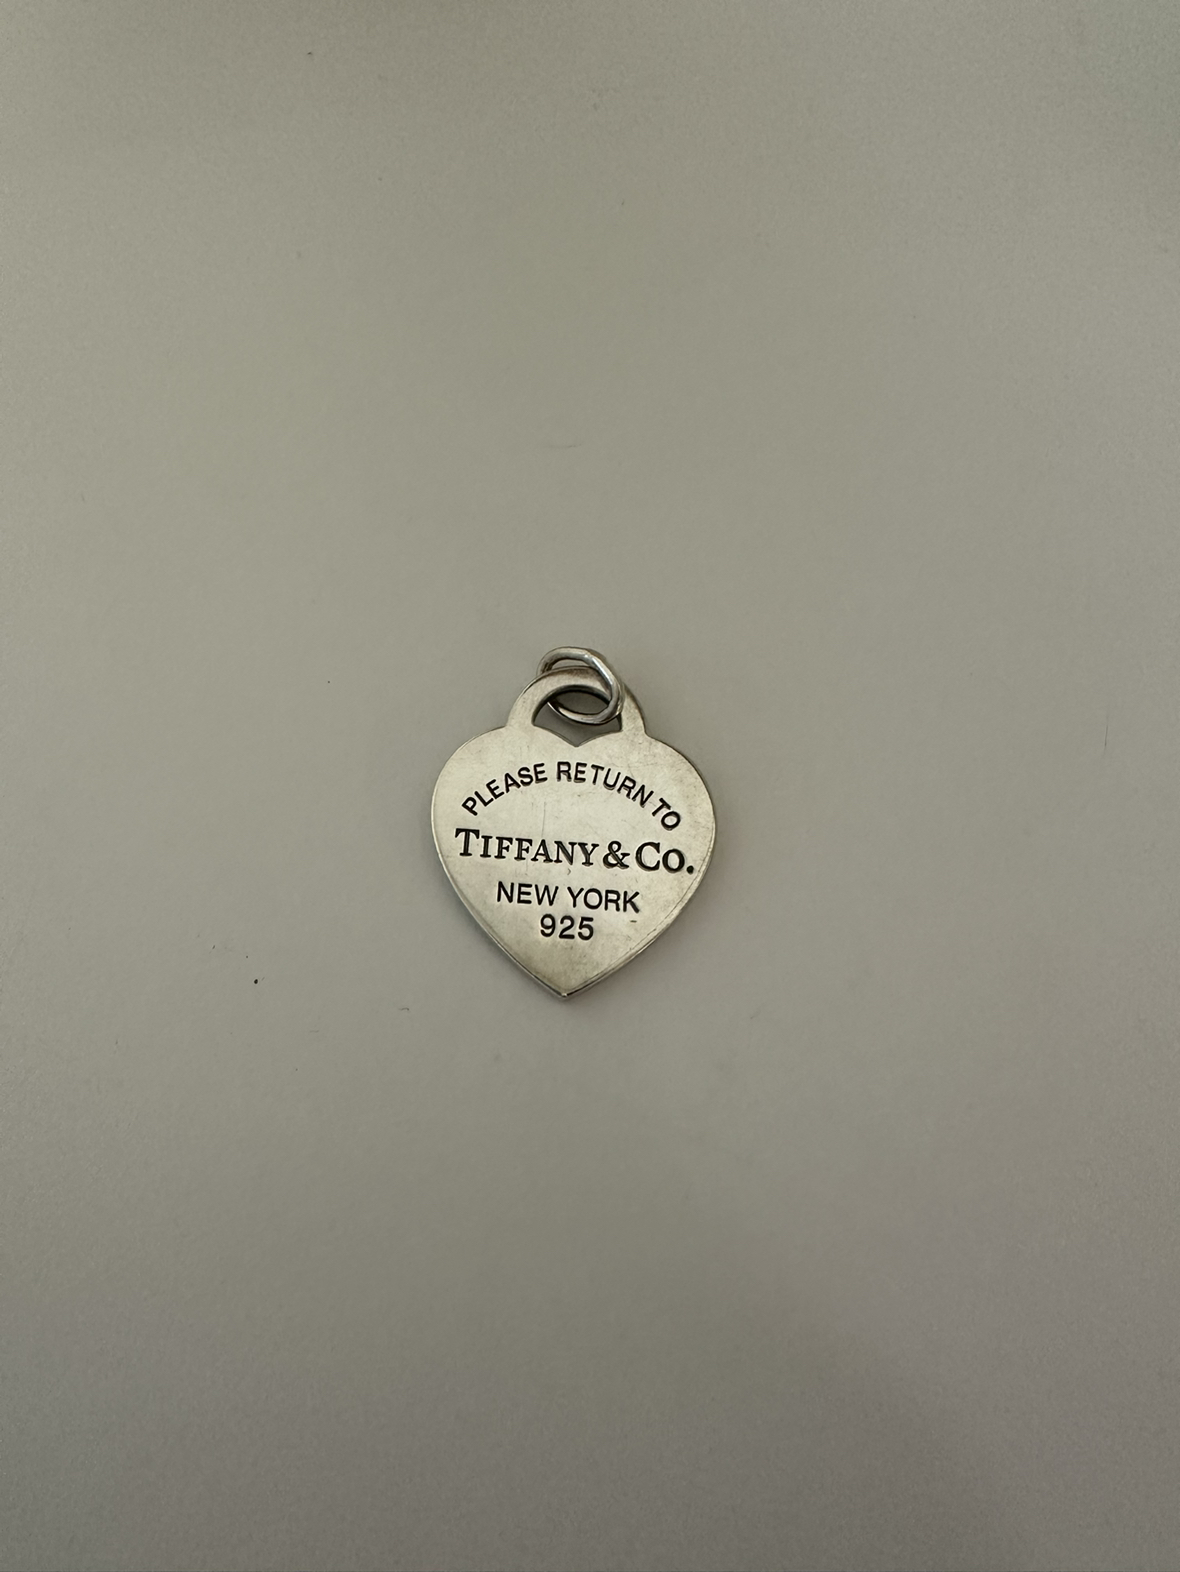 PLEASE RETURN TO
TIFFANY & CO.
NEW YORK
925